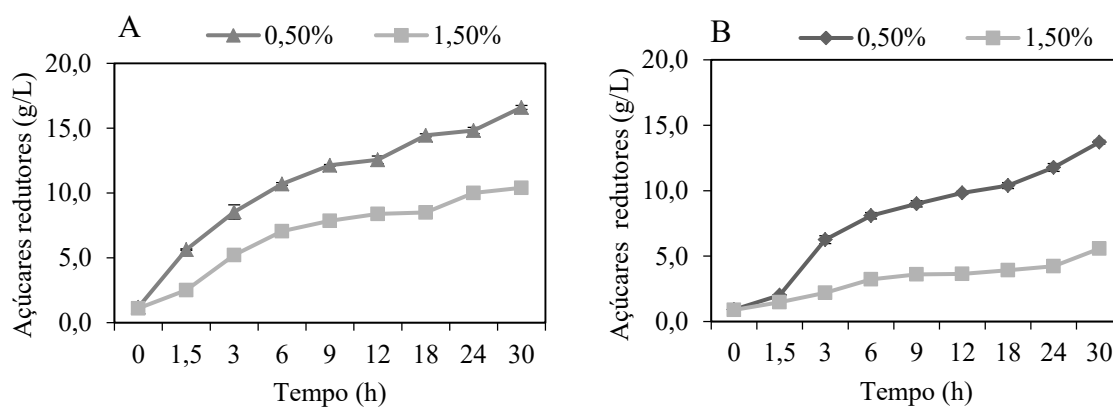 A
0,50% 1,50%
Açúcares redutores (g/L)
20,0
15,0
10,0
5,0
0,0
0 1,5 3 6 9 12 18 24 30
Tempo (h)
B
0,50% 1,50%
Açúcares redutores (g/L)
20,0
15,0
10,0
5,0
0,0
0 1,5 3 6 9 12 18 24 30
Tempo (h)